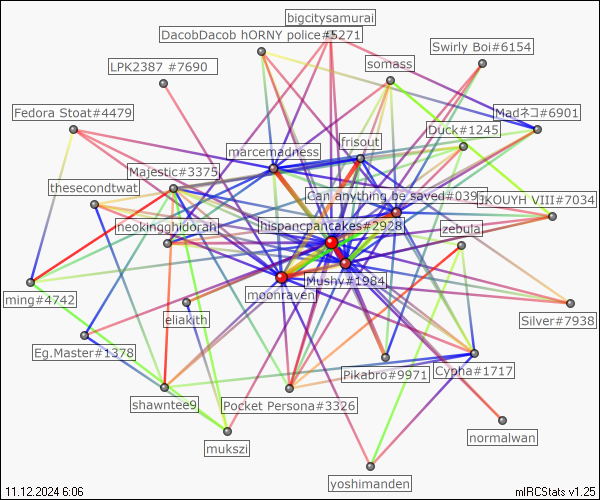 bigcitysamurai
DacobDacob hORNY police#5271
Swirly Boi#6154
somass
LPK2387 #7690
Fedora Stoat#4479
Madネコ#6901
Duck#1245
frisout
marcemadness
Majestic#3375
thesecondtwat
Can anything be saved#039
JKOUYH VIII#7034
neokingghidorah
hispancpancakes#2928
zebula
Mushy#1984
moonraven
ming#4742
eliakith
Silver#7938
Eg.Master#1378
Pikabro#9971
Cypha#1717
shawntee9
Pocket Persona#3326
normalwan
mukszi
yoshimanden
11.12.2024 6:06
mIRCStats v1.25